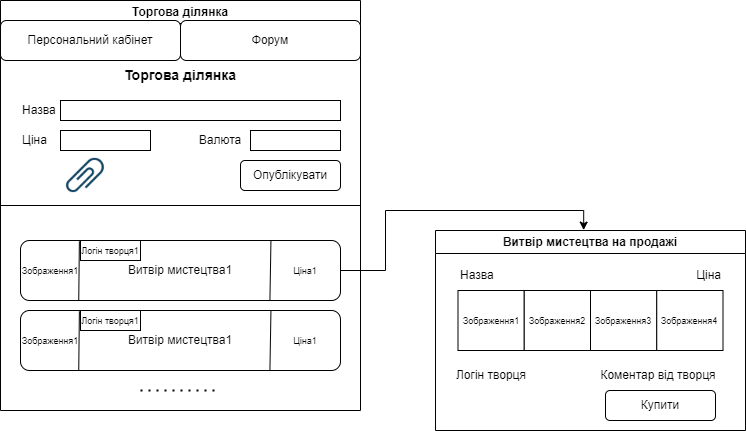 Торгова ділянка
Персональний кабінет
Форум
Торгова ділянка
Назва
Ціна
Валюта
Опублікувати
Зображення1
Логін творця1
Витвір мистецтва1
Ціна1
Зображення1
Логін творця1
Витвір мистецтва1
Ціна1
..........
Витвір мистецтва на продажі
Назва
Ціна
Зображення1
Зображення2
Зображення3
Зображення4
Логін творця
Коментар від творця
Купити